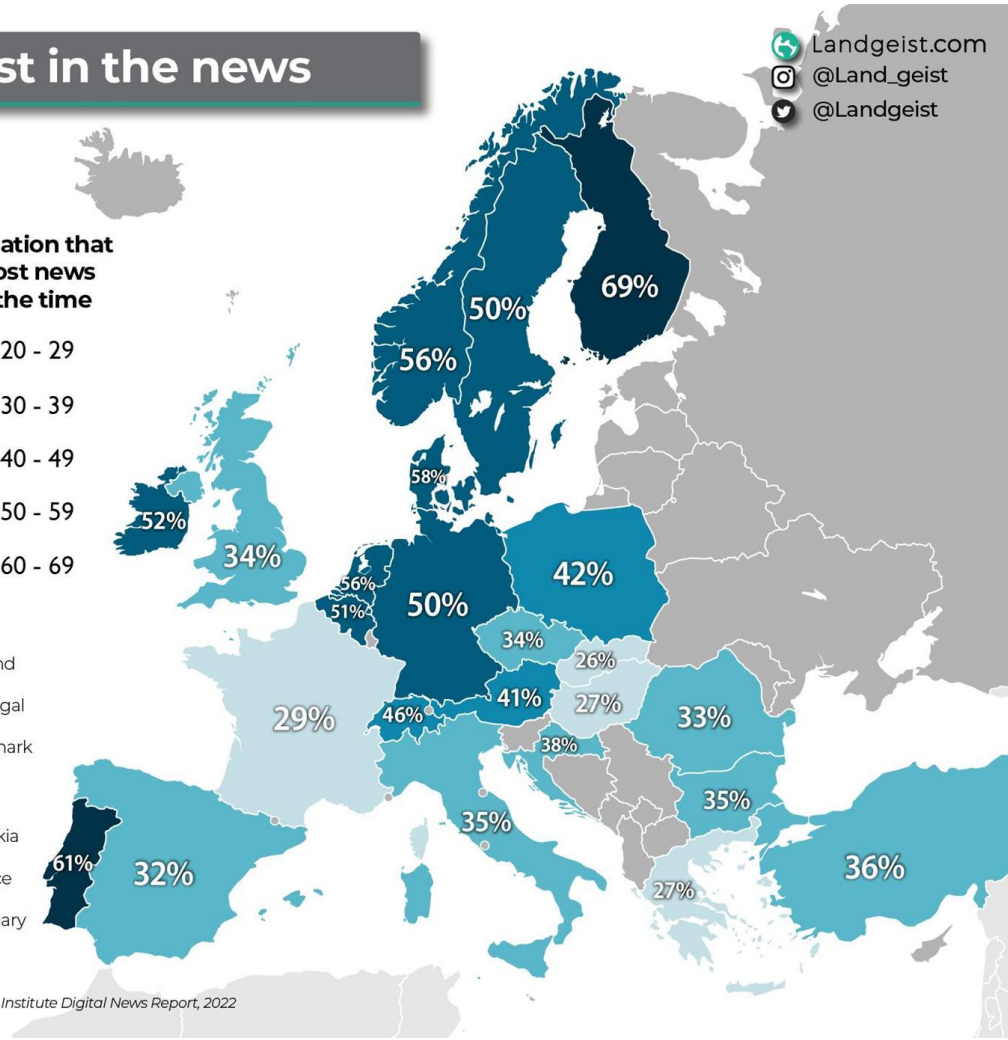 st in the news
Landgeist.com
@Land_geist
@Landgeist
ation that
ost news
the time
20 - 29
30 - 39
40 - 49
50 - 59
60 - 69
nd
gal
nark
kia
ce
ary
69%
50%
56%
58%
52%
34%
56%
51%
50%
42%
34%
26%
41%
27%
29%
46%
38%
33%
35%
35%
61%
32%
36%
27%
Institute Digital News Report, 2022